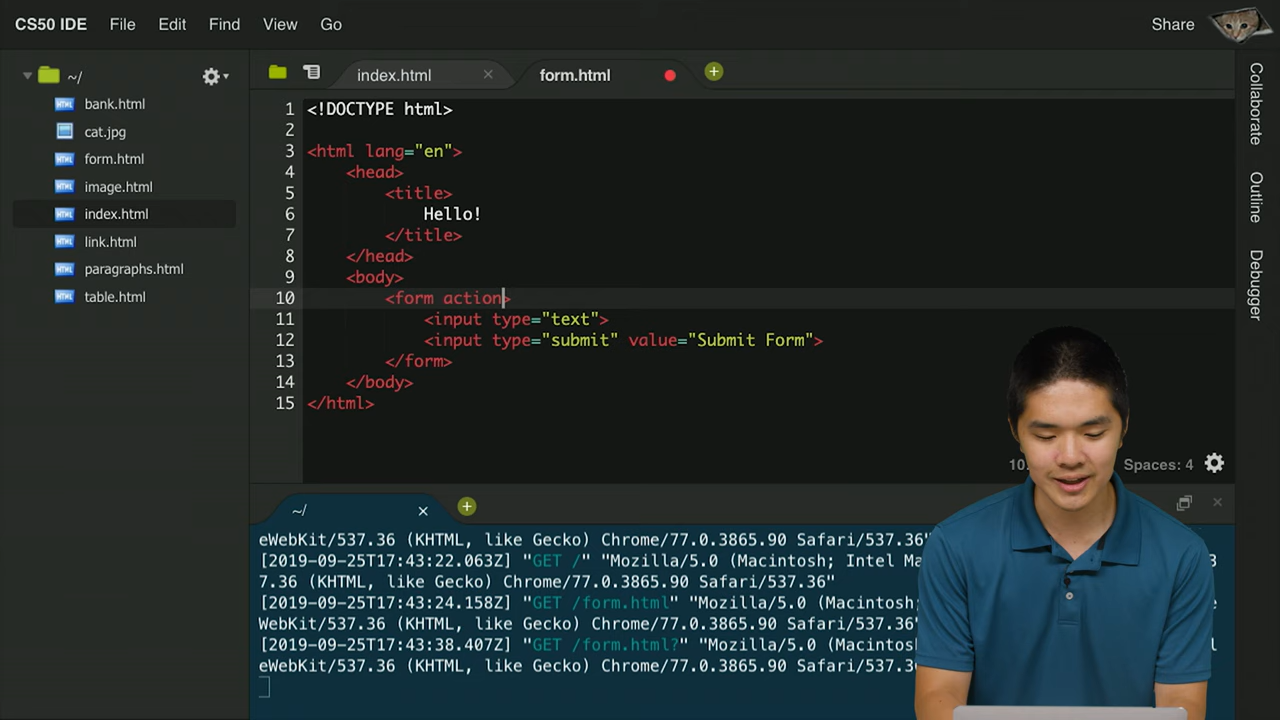 CS50 IDE File Edit Find View Go Share
~/
bank.html
cat.jpg
form.html
image.html
index.html
link.html
paragraphs.html
table.html
index.html form.html
1 <!DOCTYPE html>
2
3 <html lang="en">
4 <head>
5 <title>
6 Hello!
7 </title>
8 </head>
9 <body>
10 <form action>
11 <input type="text">
12 <input type="submit" value="Submit Form">
13 </form>
14 </body>
15 </html>
10 Spaces: 4
Collaborate
Outline
Debugger
~/
eWebKit/537.36 (KHTML, like Gecko) Chrome/77.0.3865.90 Safari/537.36"
[2019-09-25T17:43:22.063Z] "GET /" "Mozilla/5.0 (Macintosh; Intel Ma 3
7.36 (KHTML, like Gecko) Chrome/77.0.3865.90 Safari/537.36"
[2019-09-25T17:43:24.158Z] "GET /form.html" "Mozilla/5.0 (Macintosh; e
WebKit/537.36 (KHTML, like Gecko) Chrome/77.0.3865.90 Safari/537.36"
[2019-09-25T17:43:38.407Z] "GET /form.html?" "Mozilla/5.0 (Macintosh l
eWebKit/537.36 (KHTML, like Gecko) Chrome/77.0.3865.90 Safari/537.36